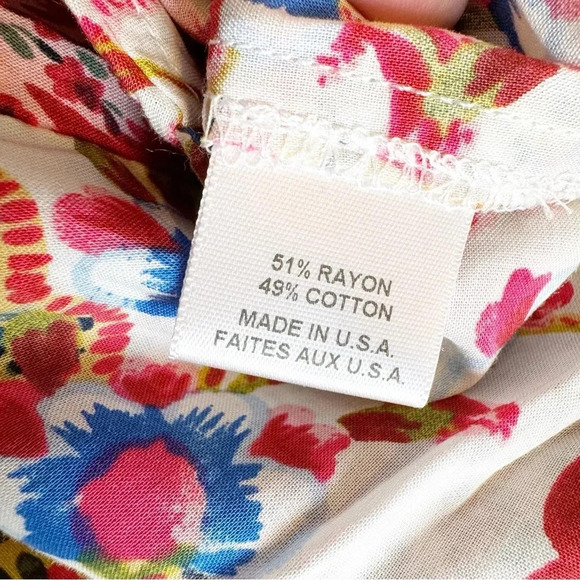 51% RAYON
49% COTTON
MADE IN U.S.A.
FAITES AUX U.S.A.